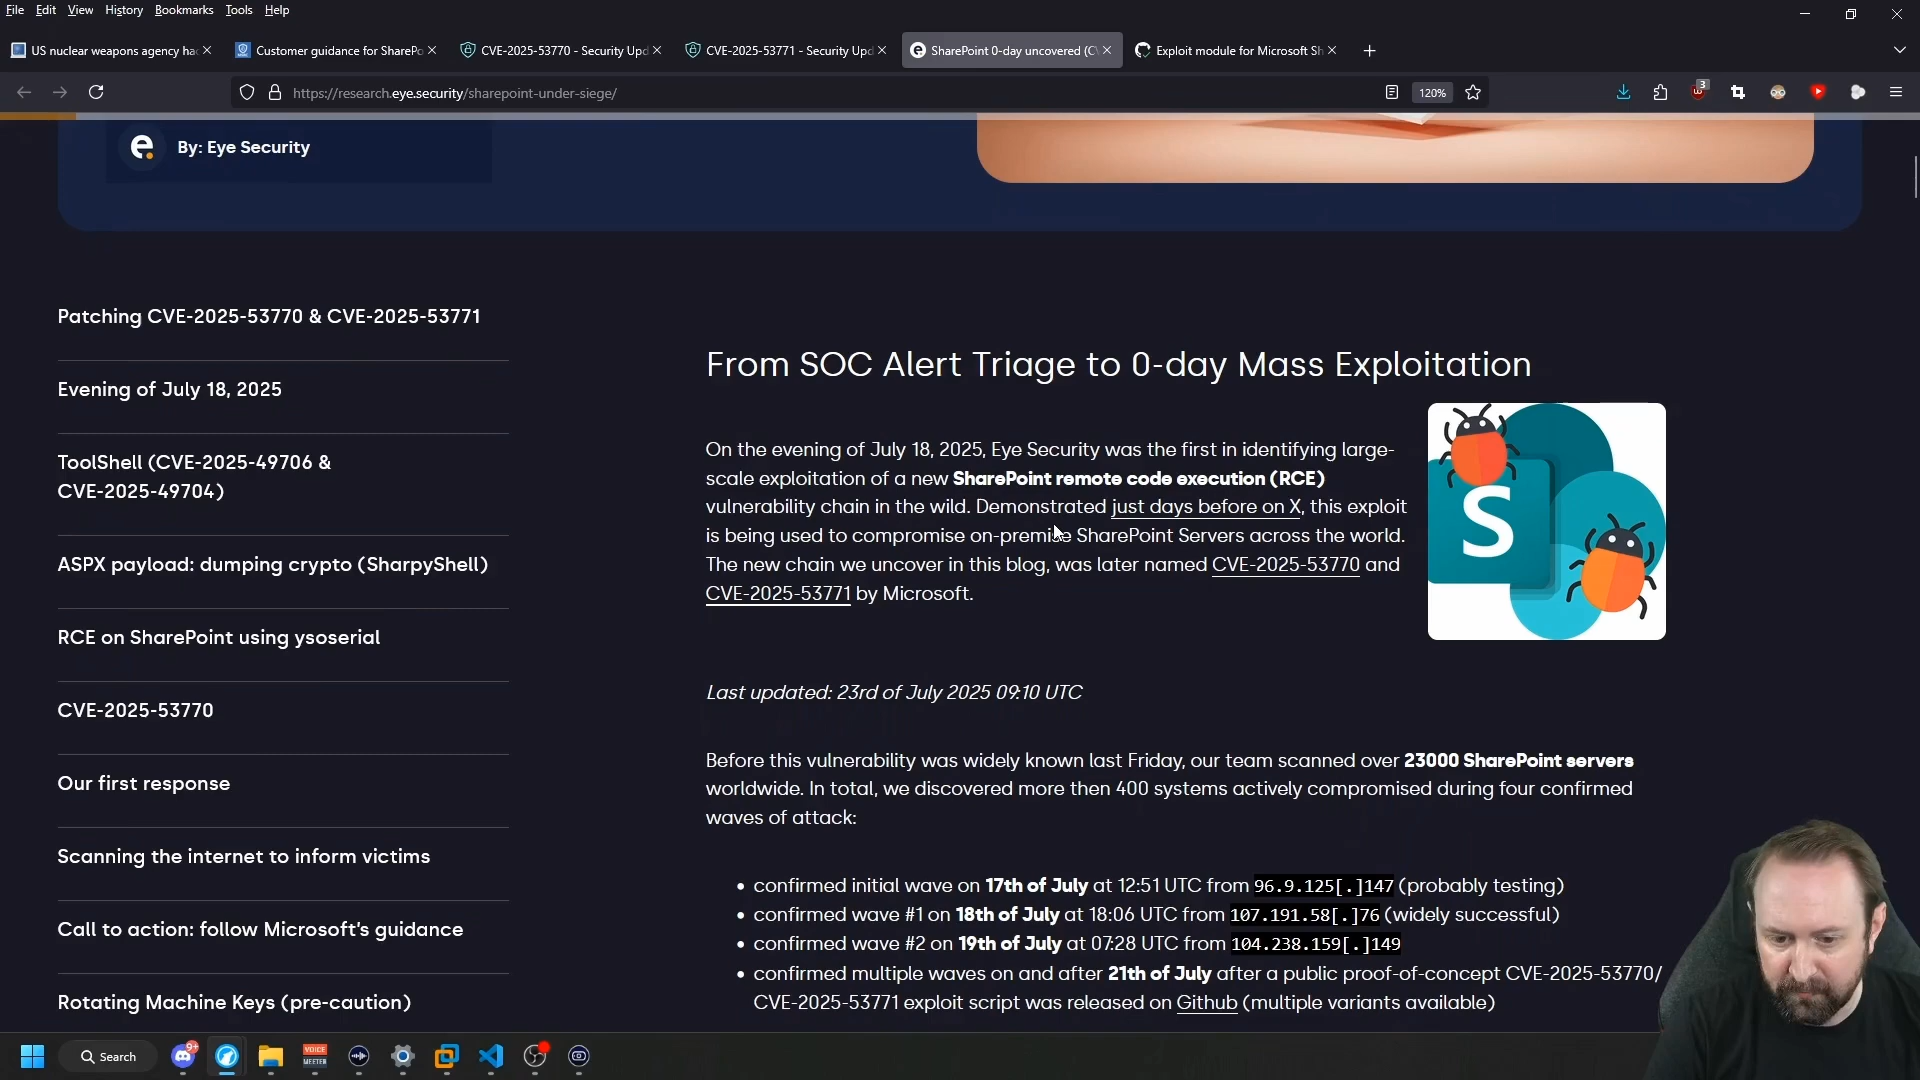 File Edit View History Bookmarks Tools Help
US nuclear weapons agency ha
Customer guidance for SharePo
CVE-2025-53770 - Security Upd
CVE-2025-53771 - Security Upd
SharePoint 0-day uncovered (C
Exploit module for Microsoft Sh
https://research.eye.security/sharepoint-under-siege/
120%
3
e.
By: Eye Security
Patching CVE-2025-53770 & CVE-2025-53771
Evening of July 18, 2025
ToolShell (CVE-2025-49706 &
CVE-2025-49704)
ASPX payload: dumping crypto (SharpyShell)
RCE on SharePoint using ysoserial
CVE-2025-53770
Our first response
Scanning the internet to inform victims
Call to action: follow Microsoft's guidance
Rotating Machine Keys (pre-caution)
From SOC Alert Triage to 0-day Mass Exploitation
On the evening of July 18, 2025, Eye Security was the first in identifying large-
scale exploitation of a new SharePoint remote code execution (RCE)
vulnerability chain in the wild. Demonstrated just days before on X, this exploit
is being used to compromise on-premise SharePoint Servers across the world.
The new chain we uncover in this blog, was later named CVE-2025-53770 and
CVE-2025-53771 by Microsoft.
S
Last updated: 23rd of July 2025 09:10 UTC
Before this vulnerability was widely known last Friday, our team scanned over 23000 SharePoint servers
worldwide. In total, we discovered more then 400 systems actively compromised during four confirmed
waves of attack:
• confirmed initial wave on 17th of July at 12:51 UTC from 96.9.125[.]147 (probably testing)
• confirmed wave #1 on 18th of July at 18:06 UTC from 107.191.58[.]76 (widely successful)
• confirmed wave #2 on 19th of July at 07:28 UTC from 104.238.159[.]149
• confirmed multiple waves on and after 21th of July after a public proof-of-concept CVE-2025-53770/
CVE-2025-53771 exploit script was released on Github (multiple variants available)
Search
9+
VOICE
MEETER